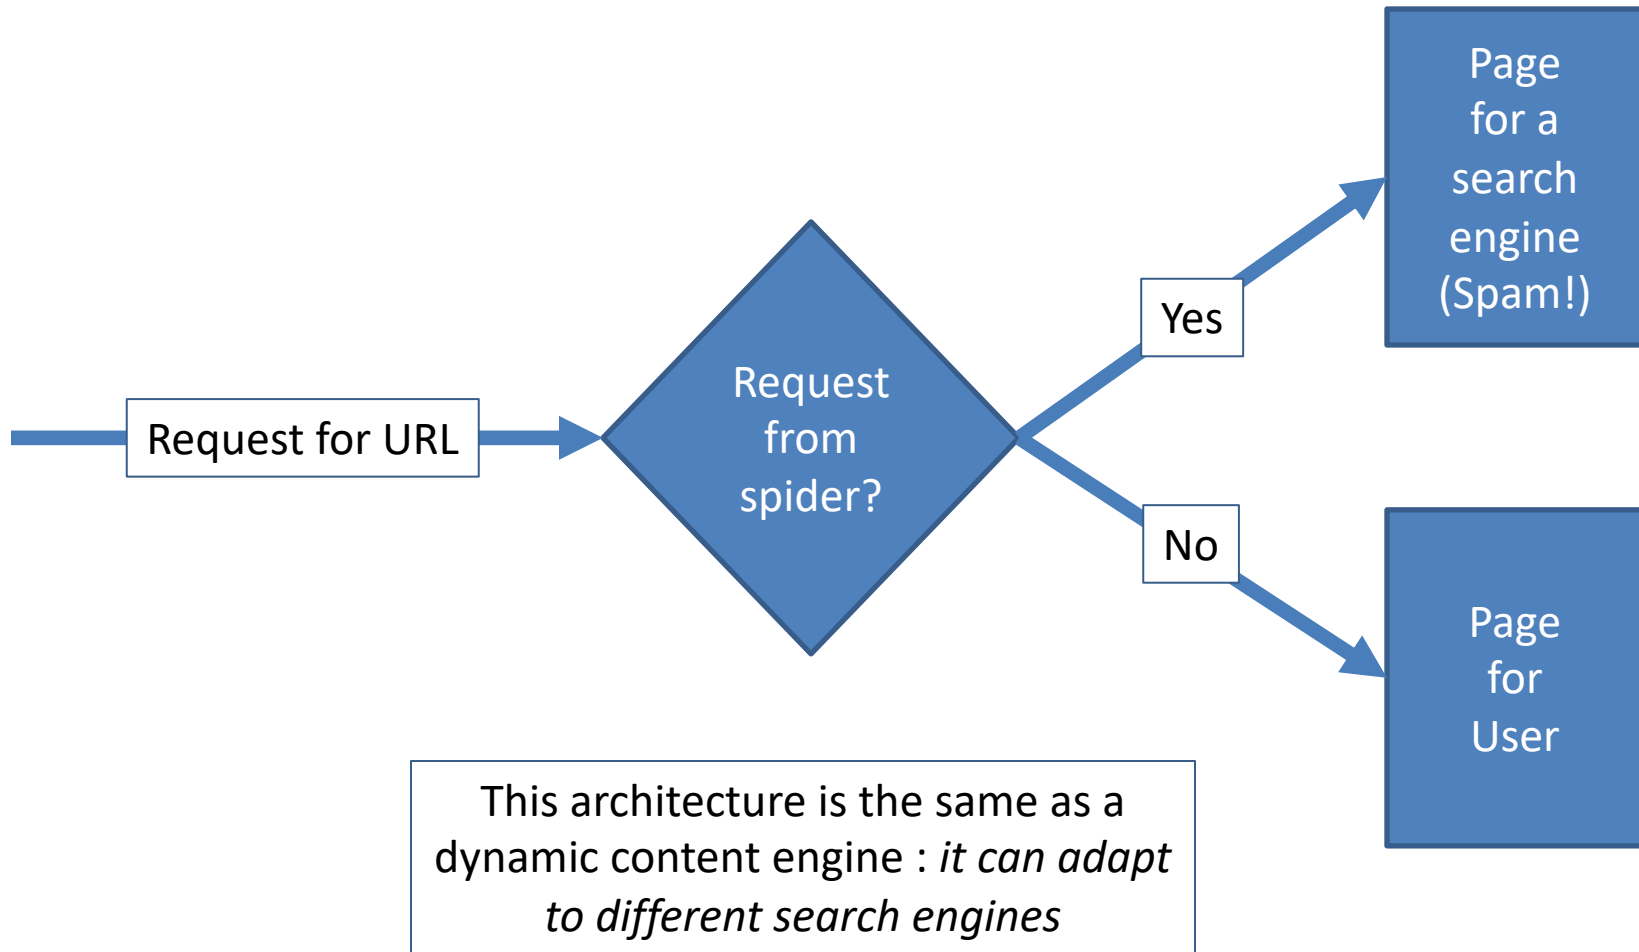 Request for URL
Request
from
spider?
Yes
No
Page
for a
search
engine
(Spam!)
Page
for
User
This architecture is the same as a
dynamic content engine : it can adapt
to different search engines